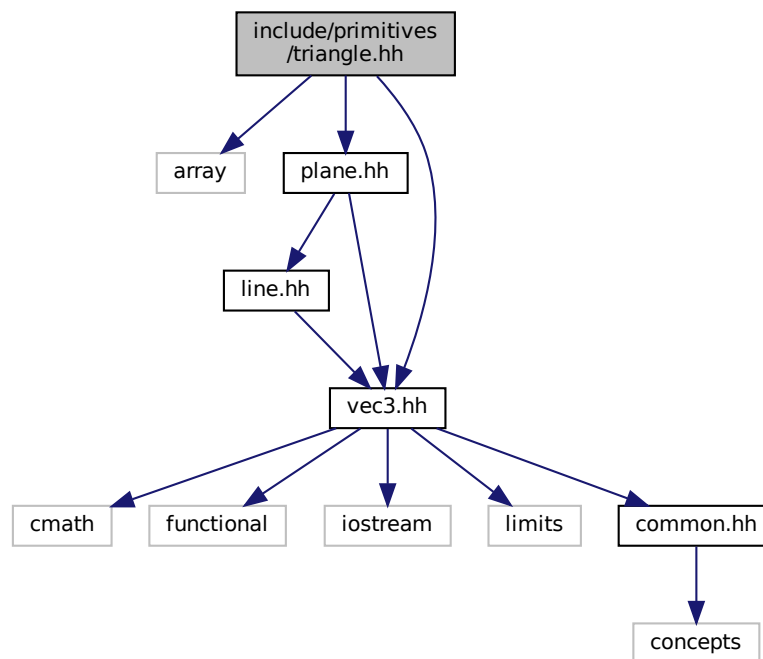 include/primitives
/triangle.hh
array
plane.hh
line.hh
vec3.hh
cmath
functional
iostream
limits
common.hh
concepts